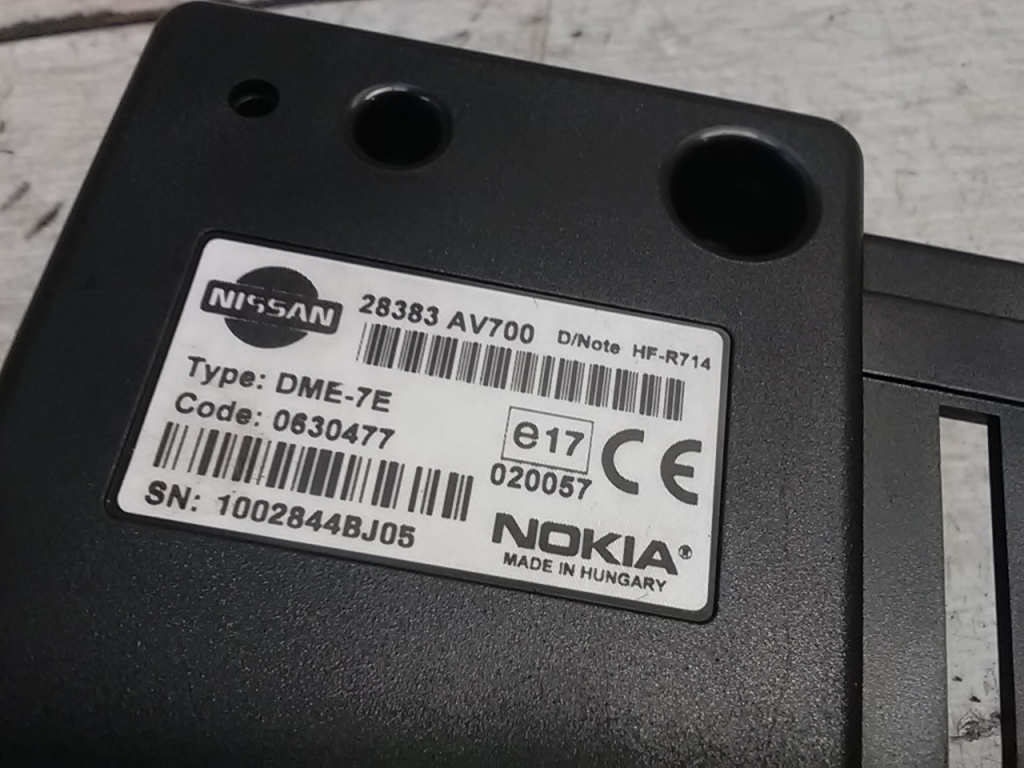 NISSAN
28383 AV700 D/Note HF-R714
Type: DME-7E
Code: 0630477
e17
020057
CE
SN: 1002844BJ05
NOKIA®
MADE IN HUNGARY